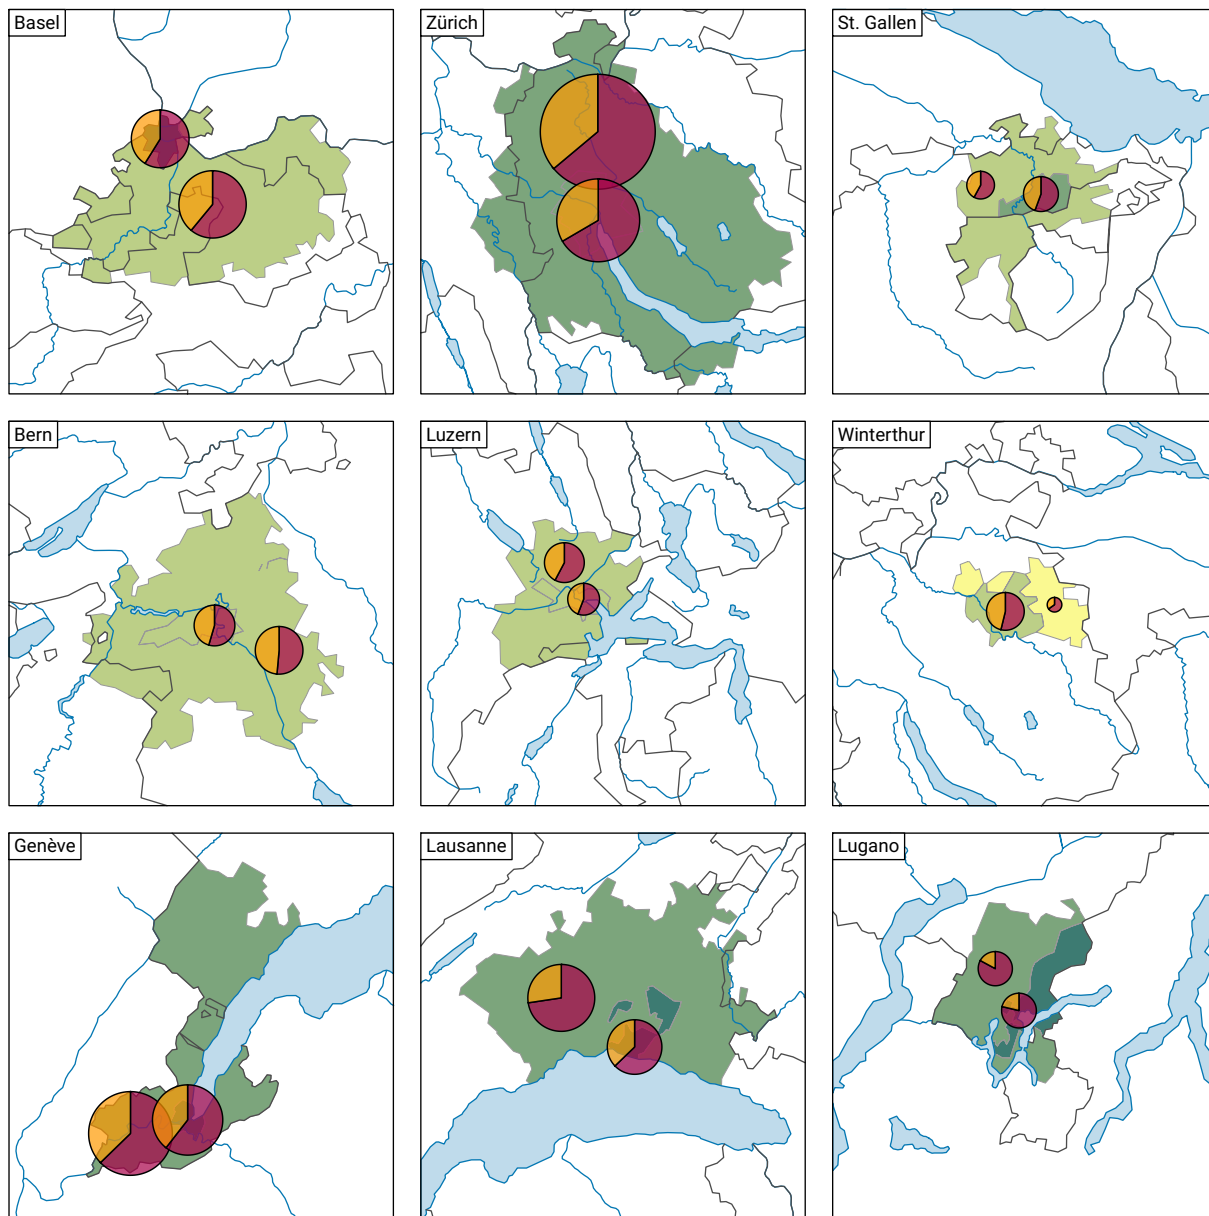 Basel
Zürich
St. Gallen
Bern
Luzern
Winterthur
Genève
Lausanne
Lugano